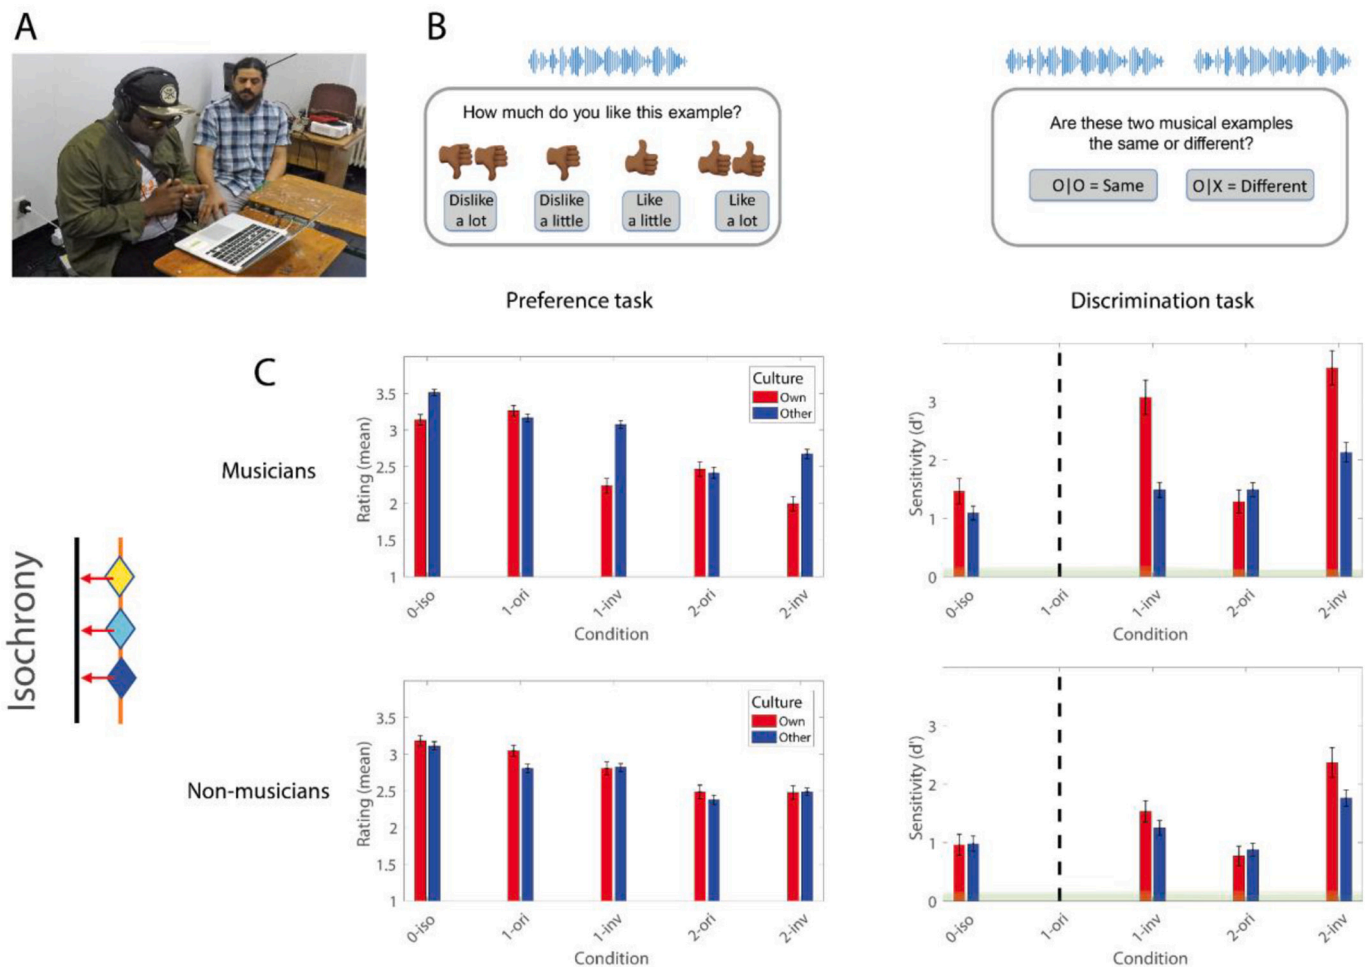 A
B
How much do you like this example?
Dislike
a lot
Dislike
a little
Like
a little
Like
a lot
Are these two musical examples
the same or different?
O|O = Same
O|X = Different
Preference task
Discrimination task
C
Musicians
Rating (mean)
3.5
3
2.5
2
1.5
1
Culture
Own
Other
0-iso
1-ori
1-inv
2-ori
2-inv
Condition
Sensitivity (d')
3
2
1
0
0-iso
1-ori
1-inv
2-ori
2-inv
Condition
Isochrony
Non-musicians
Rating (mean)
3.5
3
2.5
2
1.5
1
Culture
Own
Other
0-iso
1-ori
1-inv
2-ori
2-inv
Condition
Sensitivity (d')
3
2
1
0
0-iso
1-ori
1-inv
2-ori
2-inv
Condition